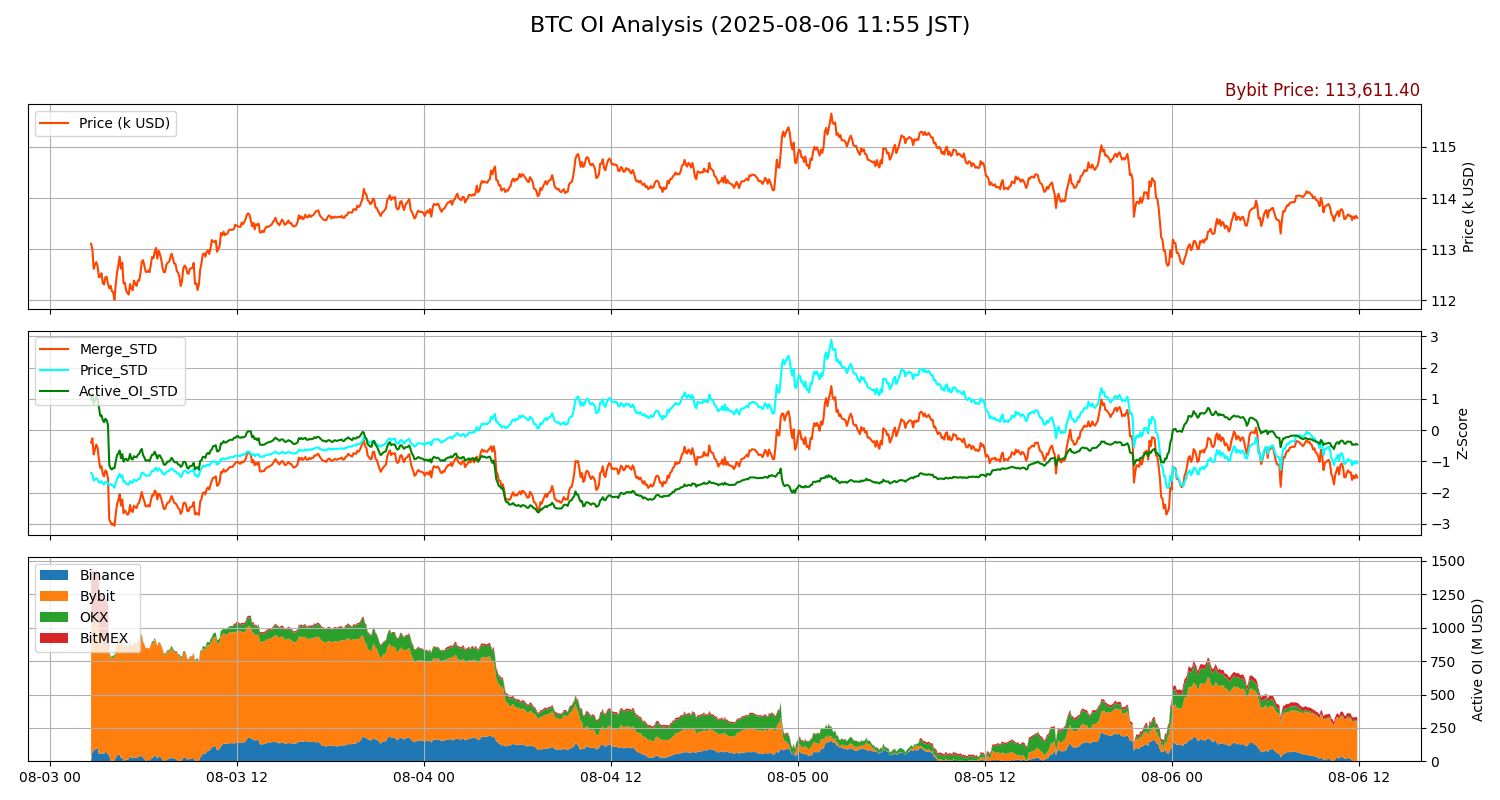 BTC OI Analysis (2025-08-06 11:55 JST)
Bybit Price: 113,611.40
Price (k USD)
115
114
113
112
Price (k USD)
Merge_STD
Price_STD
Active_OI_STD
3
2
1
0
−1
−2
−3
Z-Score
Binance
Bybit
OKX
BitMEX
1500
1250
1000
750
500
250
0
Active OI (M USD)
08-03 00
08-03 12
08-04 00
08-04 12
08-05 00
08-05 12
08-06 00
08-06 12